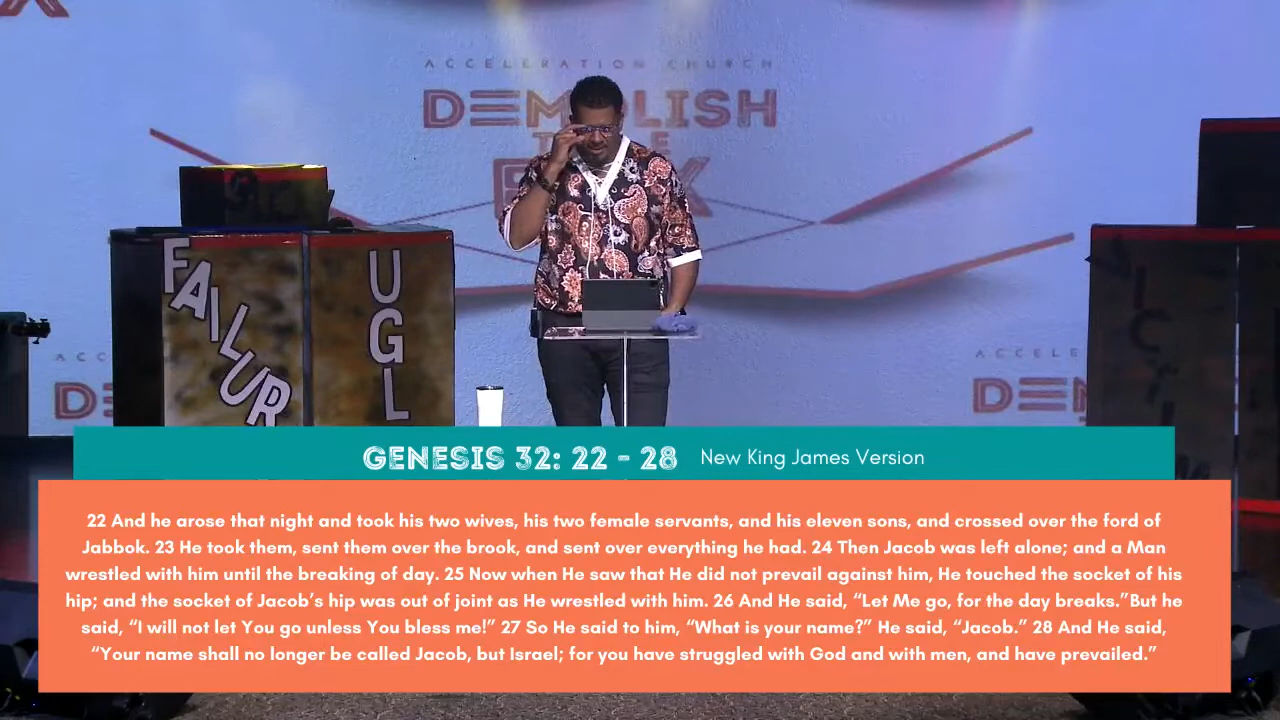 X
ACCELERATION CHURCH
DEMOLISH
THE
FAILUR
UGL
ACC
DEM
ACCELE
DEM
VICTIM
GENESIS 32: 22 - 28 New King James Version
22 And he arose that night and took his two wives, his two female servants, and his eleven sons, and crossed over the ford of
Jabbok. 23 He took them, sent them over the brook, and sent over everything he had. 24 Then Jacob was left alone; and a Man
wrestled with him until the breaking of day. 25 Now when He saw that He did not prevail against him, He touched the socket of his
hip; and the socket of Jacob’s hip was out of joint as He wrestled with him. 26 And He said, “Let Me go, for the day breaks.”But he
said, “I will not let You go unless You bless me!” 27 So He said to him, “What is your name?” He said, “Jacob.” 28 And He said,
“Your name shall no longer be called Jacob, but Israel; for you have struggled with God and with men, and have prevailed.”